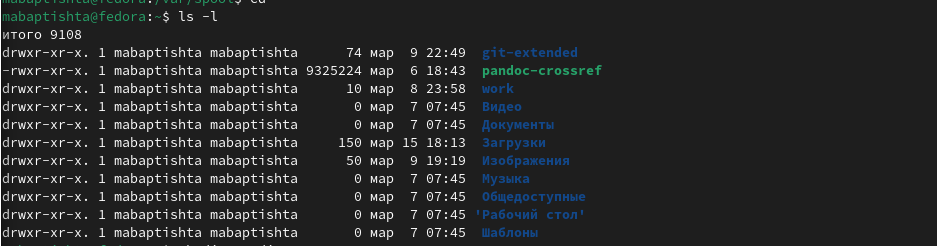 mabaptishta@fedora:/var/spool$ cd
mabaptishta@fedora:~$ ls -l
итого 9108
drwxr-xr-x. 1 mabaptishta mabaptishta      74 мар  9 22:49  git-extended
-rwxr-xr-x. 1 mabaptishta mabaptishta 9325224 мар  6 18:43  pandoc-crossref
drwxr-xr-x. 1 mabaptishta mabaptishta      10 мар  8 23:58  work
drwxr-xr-x. 1 mabaptishta mabaptishta       0 мар  7 07:45  Видео
drwxr-xr-x. 1 mabaptishta mabaptishta       0 мар  7 07:45  Документы
drwxr-xr-x. 1 mabaptishta mabaptishta     150 мар 15 18:13  Загрузки
drwxr-xr-x. 1 mabaptishta mabaptishta      50 мар  9 19:19  Изображения
drwxr-xr-x. 1 mabaptishta mabaptishta       0 мар  7 07:45  Музыка
drwxr-xr-x. 1 mabaptishta mabaptishta       0 мар  7 07:45  Общедоступные
drwxr-xr-x. 1 mabaptishta mabaptishta       0 мар  7 07:45 'Рабочий стол'
drwxr-xr-x. 1 mabaptishta mabaptishta       0 мар  7 07:45  Шаблоны